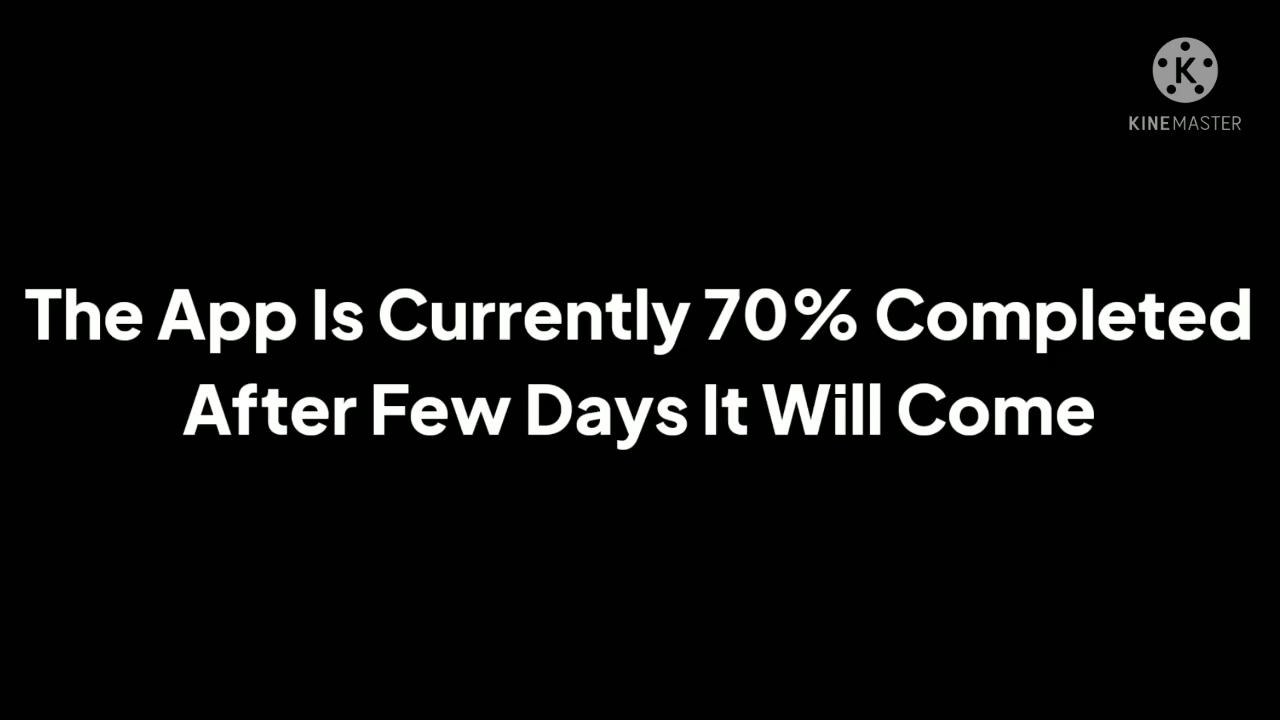 K
KINEMASTER
The App Is Currently 70% Completed
After Few Days It Will Come